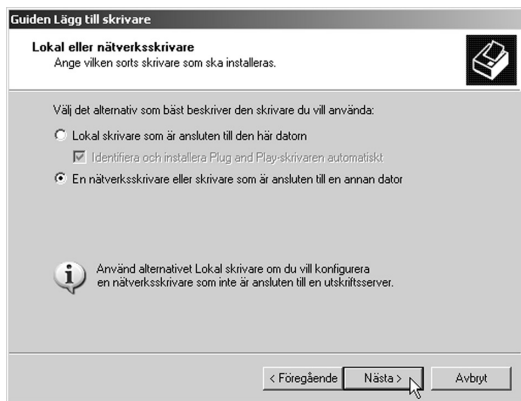 Guiden Lägg till skrivare
Lokal eller nätverksskrivare
Ange vilken sorts skrivare som ska installeras.
Välj det alternativ som bäst beskriver den skrivare du vill använda:
Lokal skrivare som är ansluten till den här datorn
Identifiera och installera Plug and Play-skrivaren automatiskt
En nätverksskrivare eller skrivare som är ansluten till en annan dator
Använd alternativet Lokal skrivare om du vill konfigurera
en nätverksskrivare som inte är ansluten till en utskriftsserver.
< Föregående Nästa > Avbryt